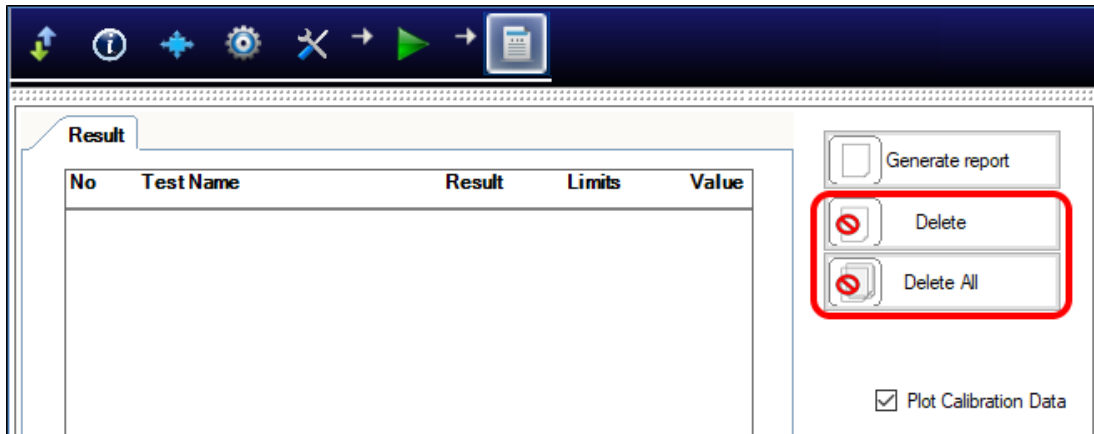 Result
No Test Name Result Limits Value
Generate report
Delete
Delete All
Plot Calibration Data